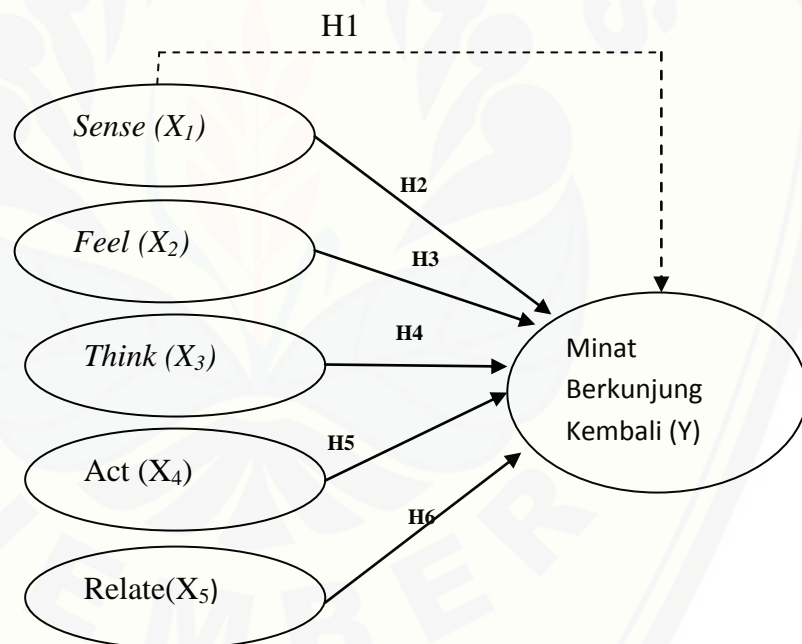 H1
Sense (X₁)
H2
Feel (X₂)
H3
Think (X₃)
H4
Minat
Berkunjung
Kembali (Y)
Act (X₄)
H5
Relate(X₅)
H6
EMBER